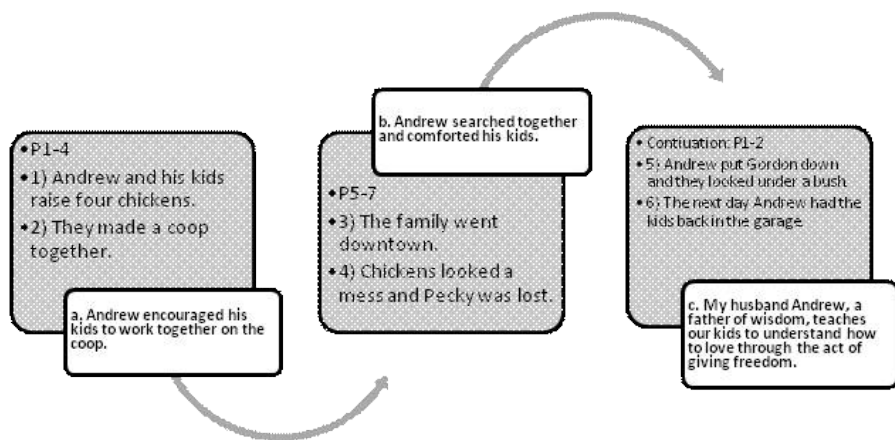 •P1-4
•1) Andrew and his kids
raise four chickens.
•2) They made a coop
together.
a. Andrew encouraged his
kids to work together on the
coop.
b. Andrew searched together
and comforted his kids.
•P5-7
•3) The family went
downtown.
•4) Chickens looked a
mess and Pecky was lost.
• Contiuation: P1-2
• 5) Andrew put Gordon down
and they looked under a bush.
• 6) The next day Andrew had the
kids back in the garage.
c. My husband Andrew, a
father of wisdom, teaches
our kids to understand how
to love through the act of
giving freedom.